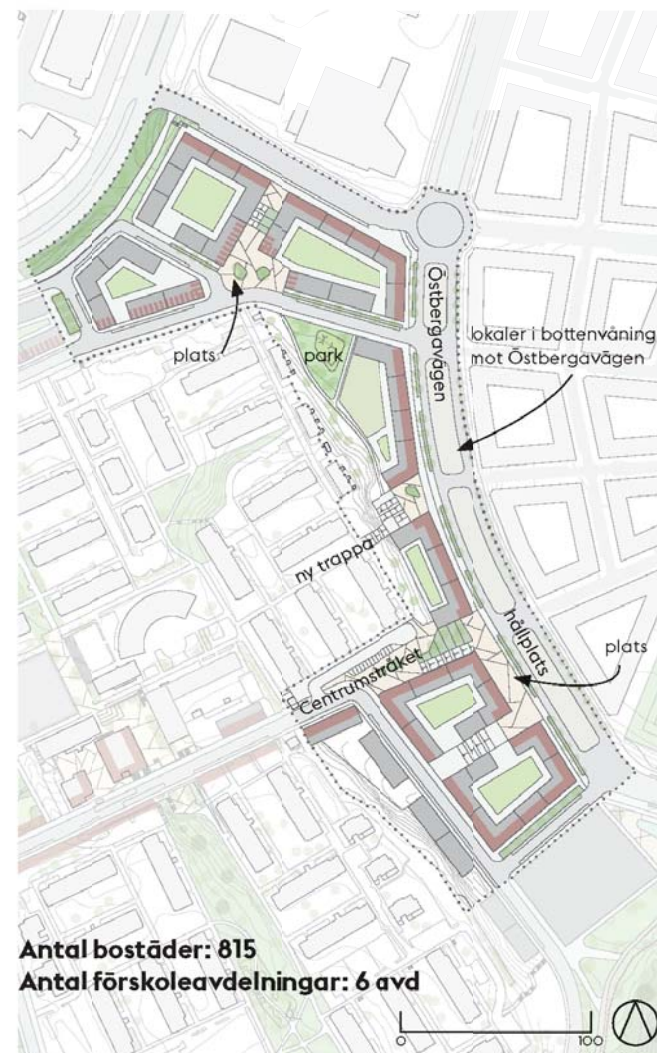 Östbergavägen
lokaler i bottenvåning
mot Östbergavägen
plats
park
ny trappa
hållplats
plats
Centrumstråket
Antal bostäder: 815
Antal förskoleavdelningar: 6 avd
0 100